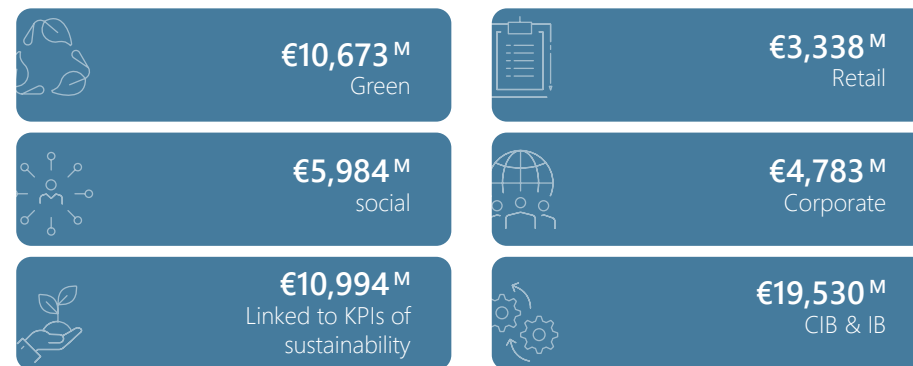 €10,673 M
Green
€5,984 M
social
€10,994 M
Linked to KPIs of
sustainability
€3,338 M
Retail
€4,783 M
Corporate
€19,530 M
CIB & IB